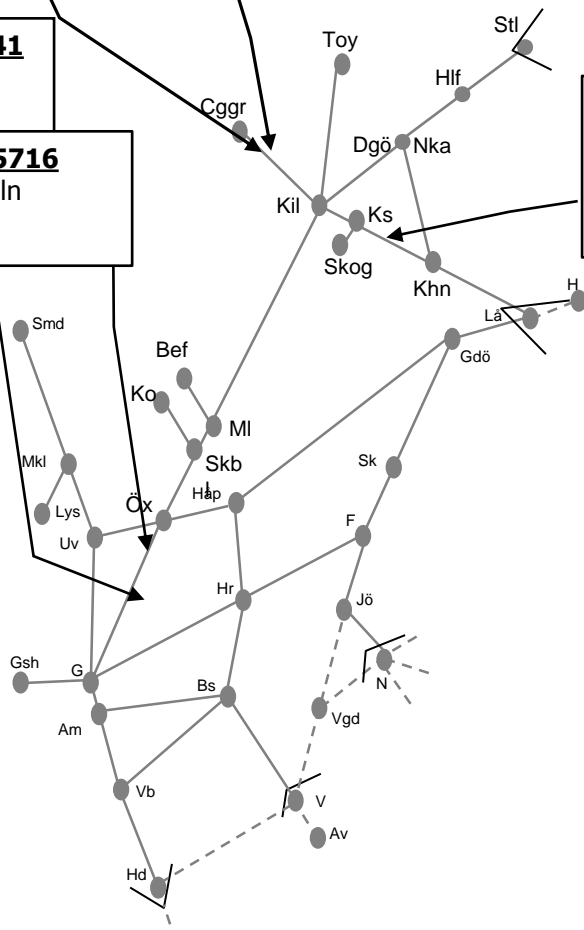 41
5716
ln
Stl
Toy
Hlf
Cggr
Dgö
Nka
Kil
Ks
Skog
Khn
H
Lå
Gdö
Smd
Bef
Ko
Ml
Skb
Mkl
Sk
Håp
Lys
Öx
Uv
F
Hr
Jö
Gsh
G
Bs
N
Am
Vgd
Vb
V
Av
Hd